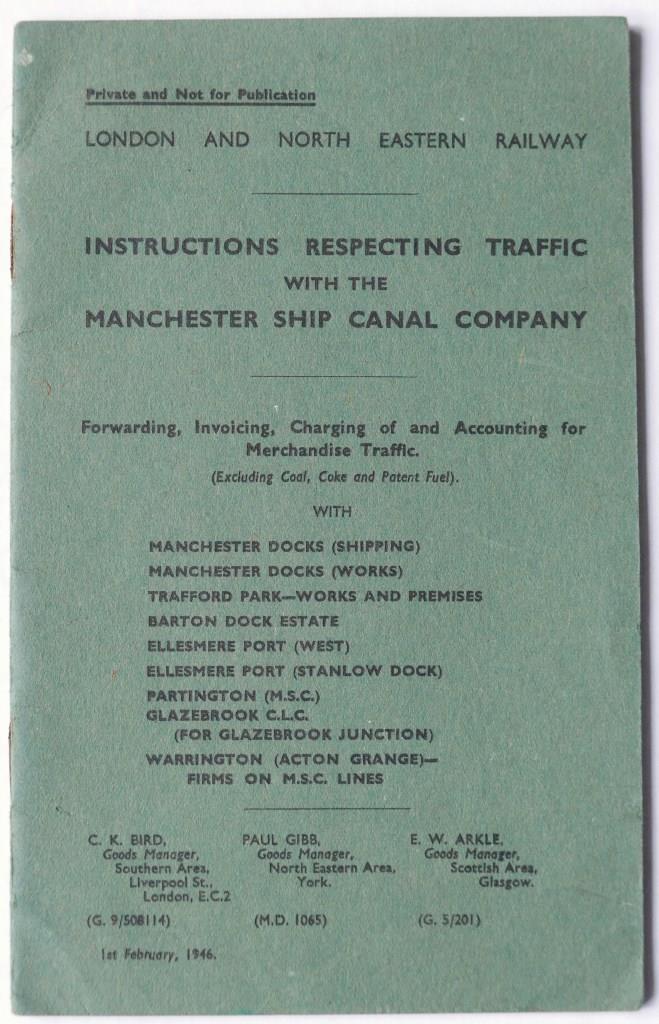 Private and Not for Publication
LONDON AND NORTH EASTERN RAILWAY
INSTRUCTIONS RESPECTING TRAFFIC
WITH THE
MANCHESTER SHIP CANAL COMPANY
Forwarding, Invoicing, Charging of and Accounting for
Merchandise Traffic.
(Excluding Coal, Coke and Patent Fuel).
WITH
MANCHESTER DOCKS (SHIPPING)
MANCHESTER DOCKS (WORKS)
TRAFFORD PARK—WORKS AND PREMISES
BARTON DOCK ESTATE
ELLESMERE PORT (WEST)
ELLESMERE PORT (STANLOW DOCK)
PARTINGTON (M.S.C.)
GLAZEBROOK C.L.C.
(FOR GLAZEBROOK JUNCTION)
WARRINGTON (ACTON GRANGE)—
FIRMS ON M.S.C. LINES
C. K. BIRD,
Goods Manager,
Southern Area,
Liverpool St.,
London, E.C.2
(G. 9/508114)
PAUL GIBB,
Goods Manager,
North Eastern Area,
York.
(M.D. 1065)
E. W. ARKLE,
Goods Manager,
Scottish Area,
Glasgow.
(G. 5/201)
1st February, 1946.